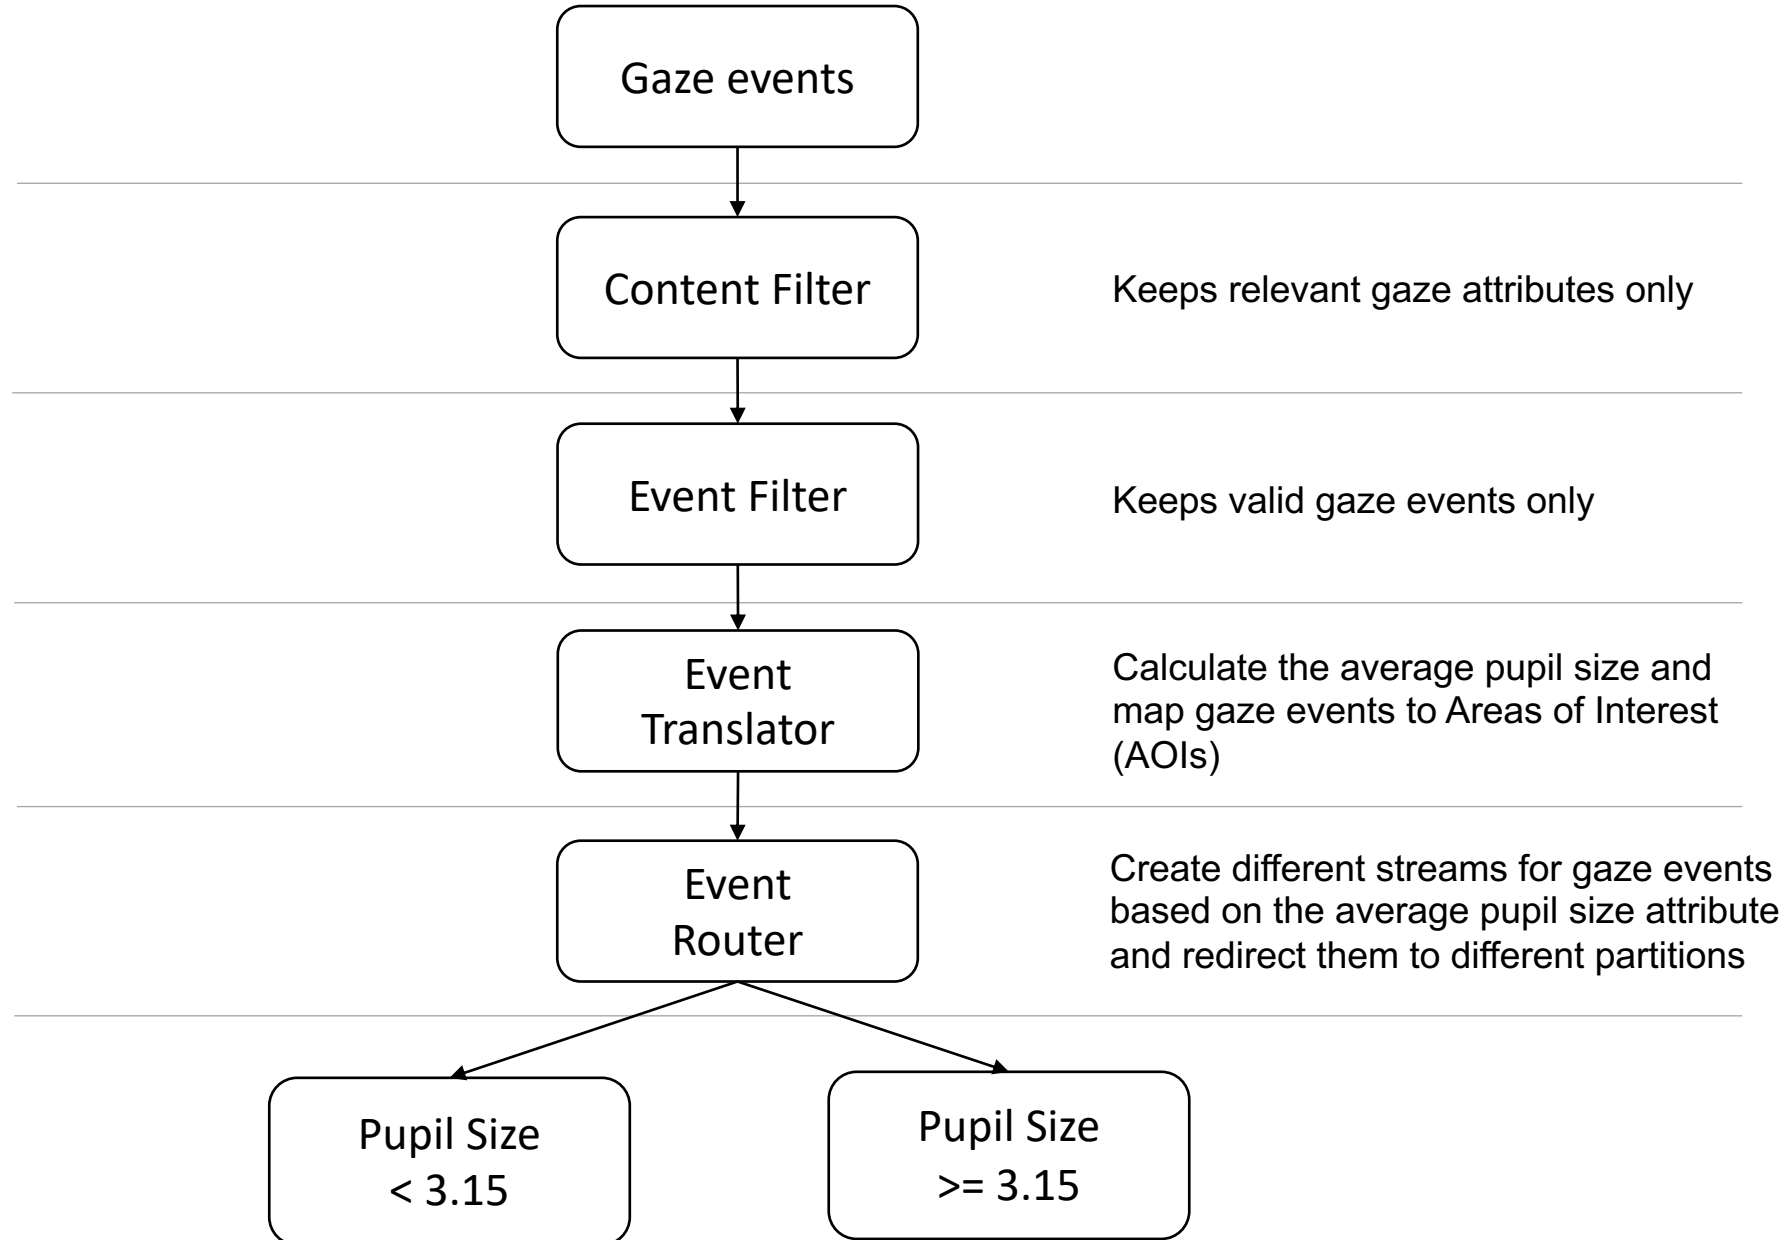 Gaze events
Content Filter
Keeps relevant gaze attributes only
Event Filter
Keeps valid gaze events only
Event
Translator
Calculate the average pupil size and
map gaze events to Areas of Interest
(AOIs)
Event
Router
Create different streams for gaze events
based on the average pupil size attribute
and redirect them to different partitions
Pupil Size
< 3.15
Pupil Size
>= 3.15